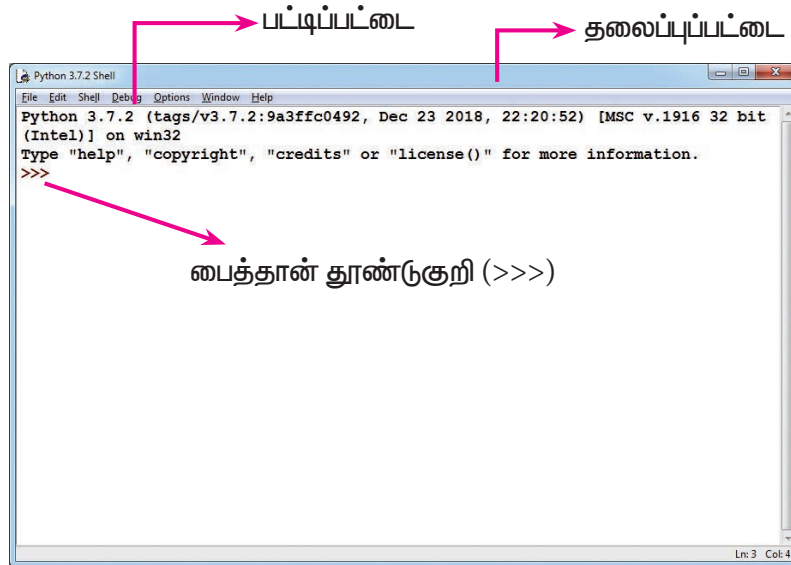 பட்டிப்பட்டை
தலைப்புப்பட்டை
Python 3.7.2 Shell
File Edit Shell Debug Options Window Help
Python 3.7.2 (tags/v3.7.2:9a3ffc0492, Dec 23 2018, 22:20:52) [MSC v.1916 32 bit
(Intel)] on win32
Type "help", "copyright", "credits" or "license()" for more information.
>>>
பைத்தான் தூண்டுகுறி (>>>)
Ln: 3 Col: 4